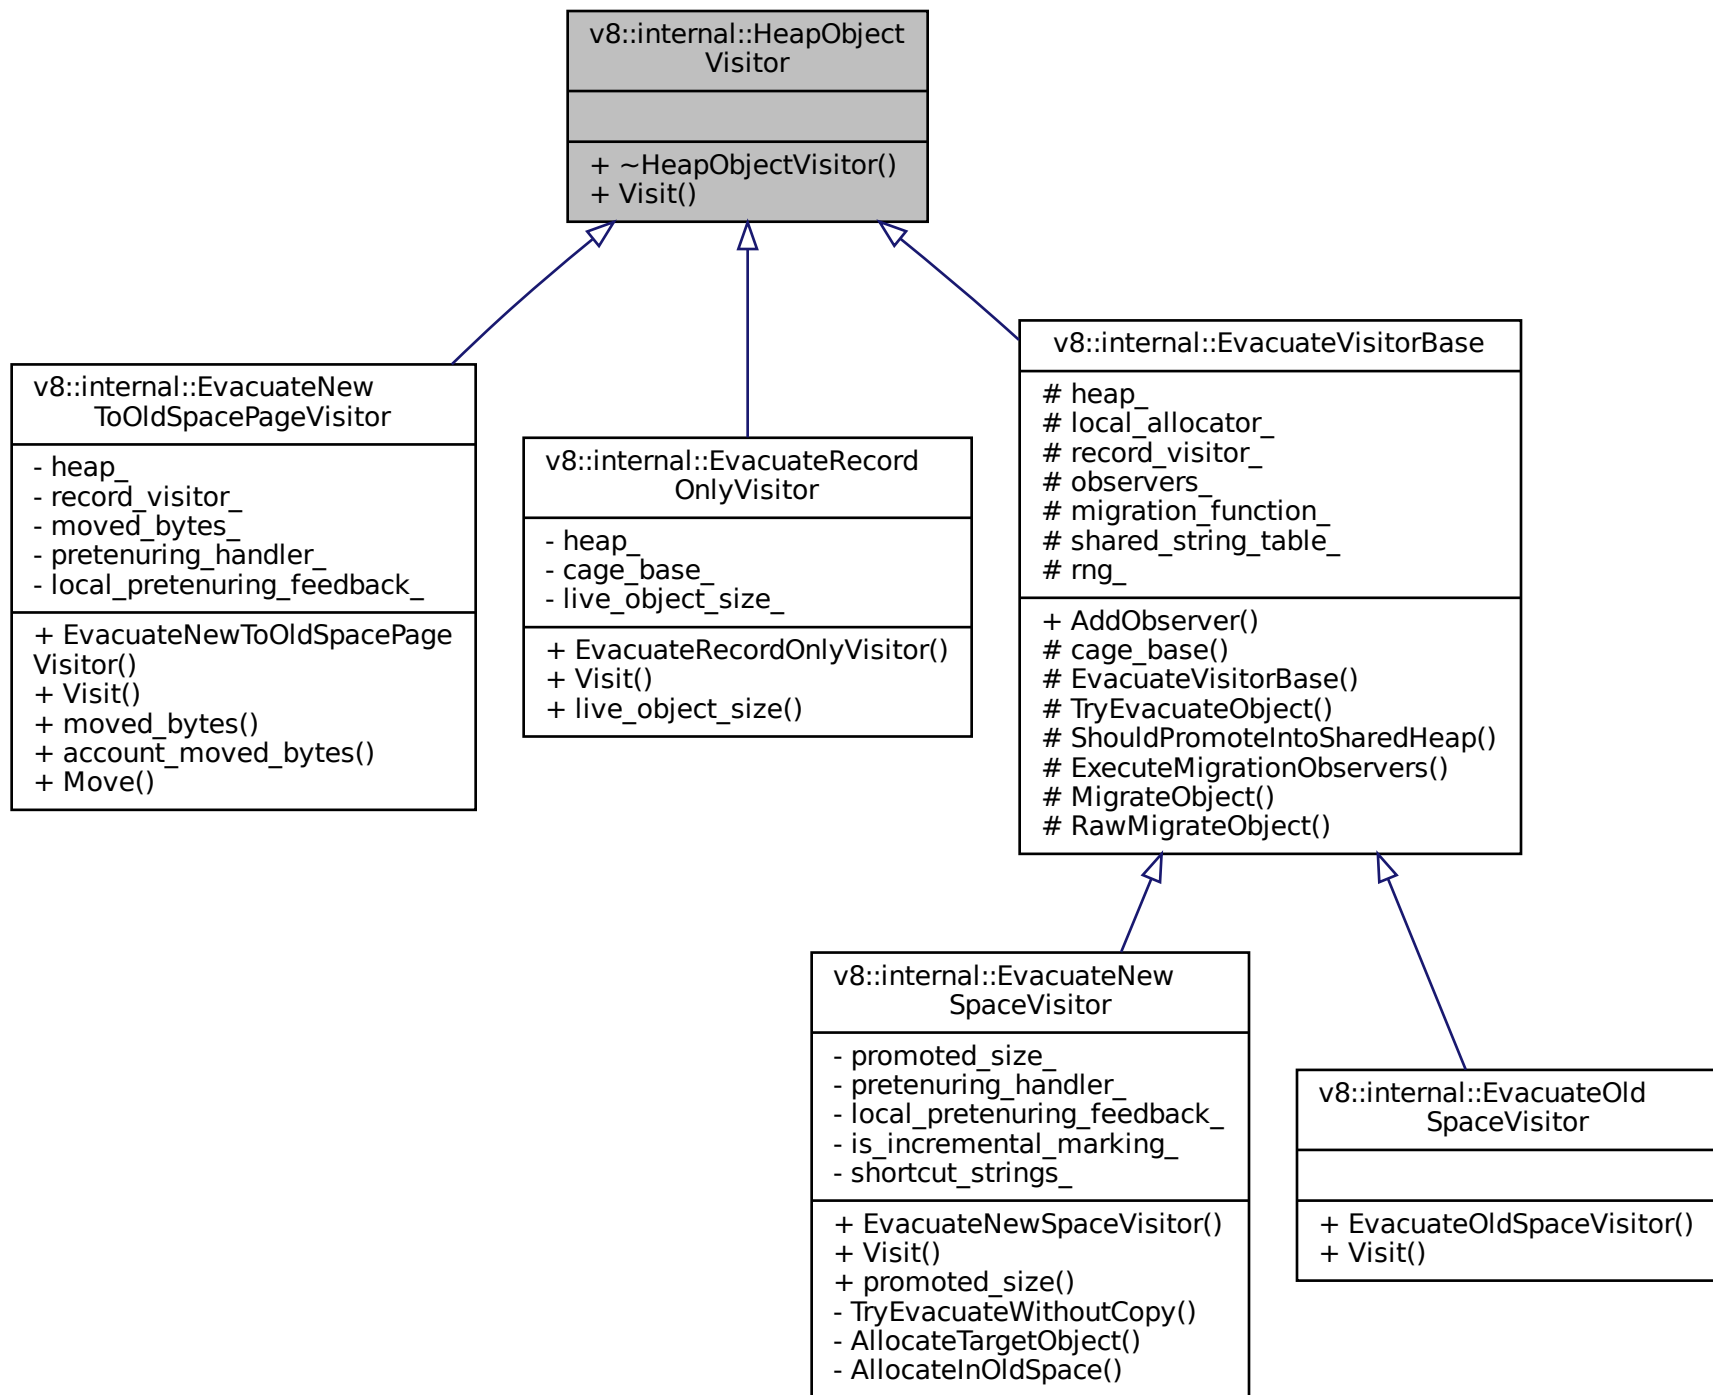 v8::internal::HeapObject
Visitor
+ ~HeapObjectVisitor()
+ Visit()
v8::internal::EvacuateNew
ToOldSpacePageVisitor
- heap_
- record_visitor_
- moved_bytes_
- pretenuring_handler_
- local_pretenuring_feedback_
+ EvacuateNewToOldSpacePage
Visitor()
+ Visit()
+ moved_bytes()
+ account_moved_bytes()
+ Move()
v8::internal::EvacuateRecord
OnlyVisitor
- heap_
- cage_base_
- live_object_size_
+ EvacuateRecordOnlyVisitor()
+ Visit()
+ live_object_size()
v8::internal::EvacuateVisitorBase
# heap_
# local_allocator_
# record_visitor_
# observers_
# migration_function_
# shared_string_table_
# rng_
+ AddObserver()
# cage_base()
# EvacuateVisitorBase()
# TryEvacuateObject()
# ShouldPromoteIntoSharedHeap()
# ExecuteMigrationObservers()
# MigrateObject()
# RawMigrateObject()
v8::internal::EvacuateNew
SpaceVisitor
- promoted_size_
- pretenuring_handler_
- local_pretenuring_feedback_
- is_incremental_marking_
- shortcut_strings_
+ EvacuateNewSpaceVisitor()
+ Visit()
+ promoted_size()
- TryEvacuateWithoutCopy()
- AllocateTargetObject()
- AllocateInOldSpace()
v8::internal::EvacuateOld
SpaceVisitor
+ EvacuateOldSpaceVisitor()
+ Visit()